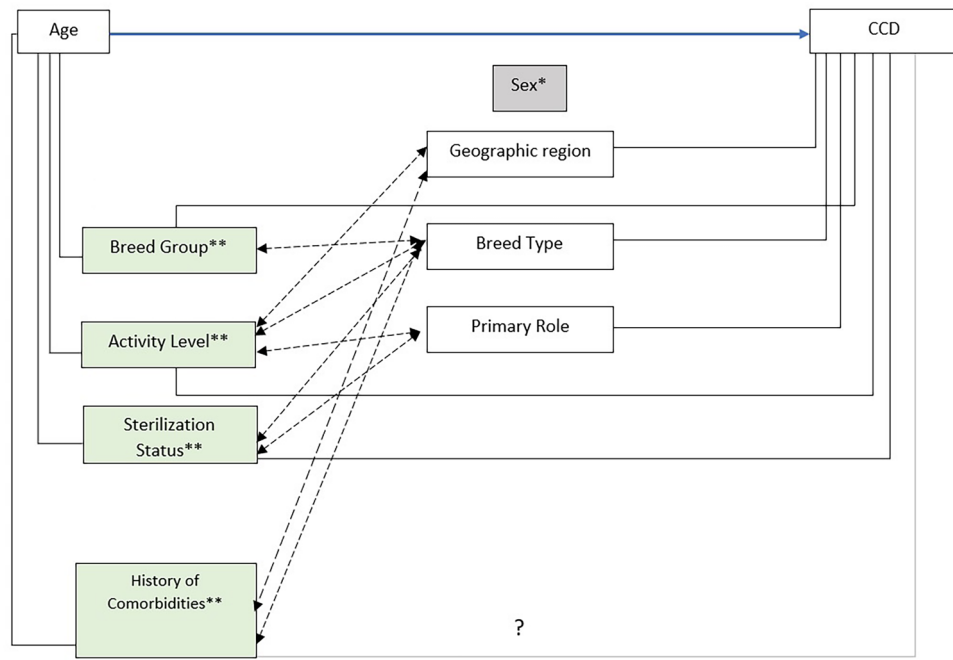 Age
CCD
Sex*
Geographic region
Breed Group**
Breed Type
Activity Level**
Primary Role
Sterilization
Status**
History of
Comorbidities**
?